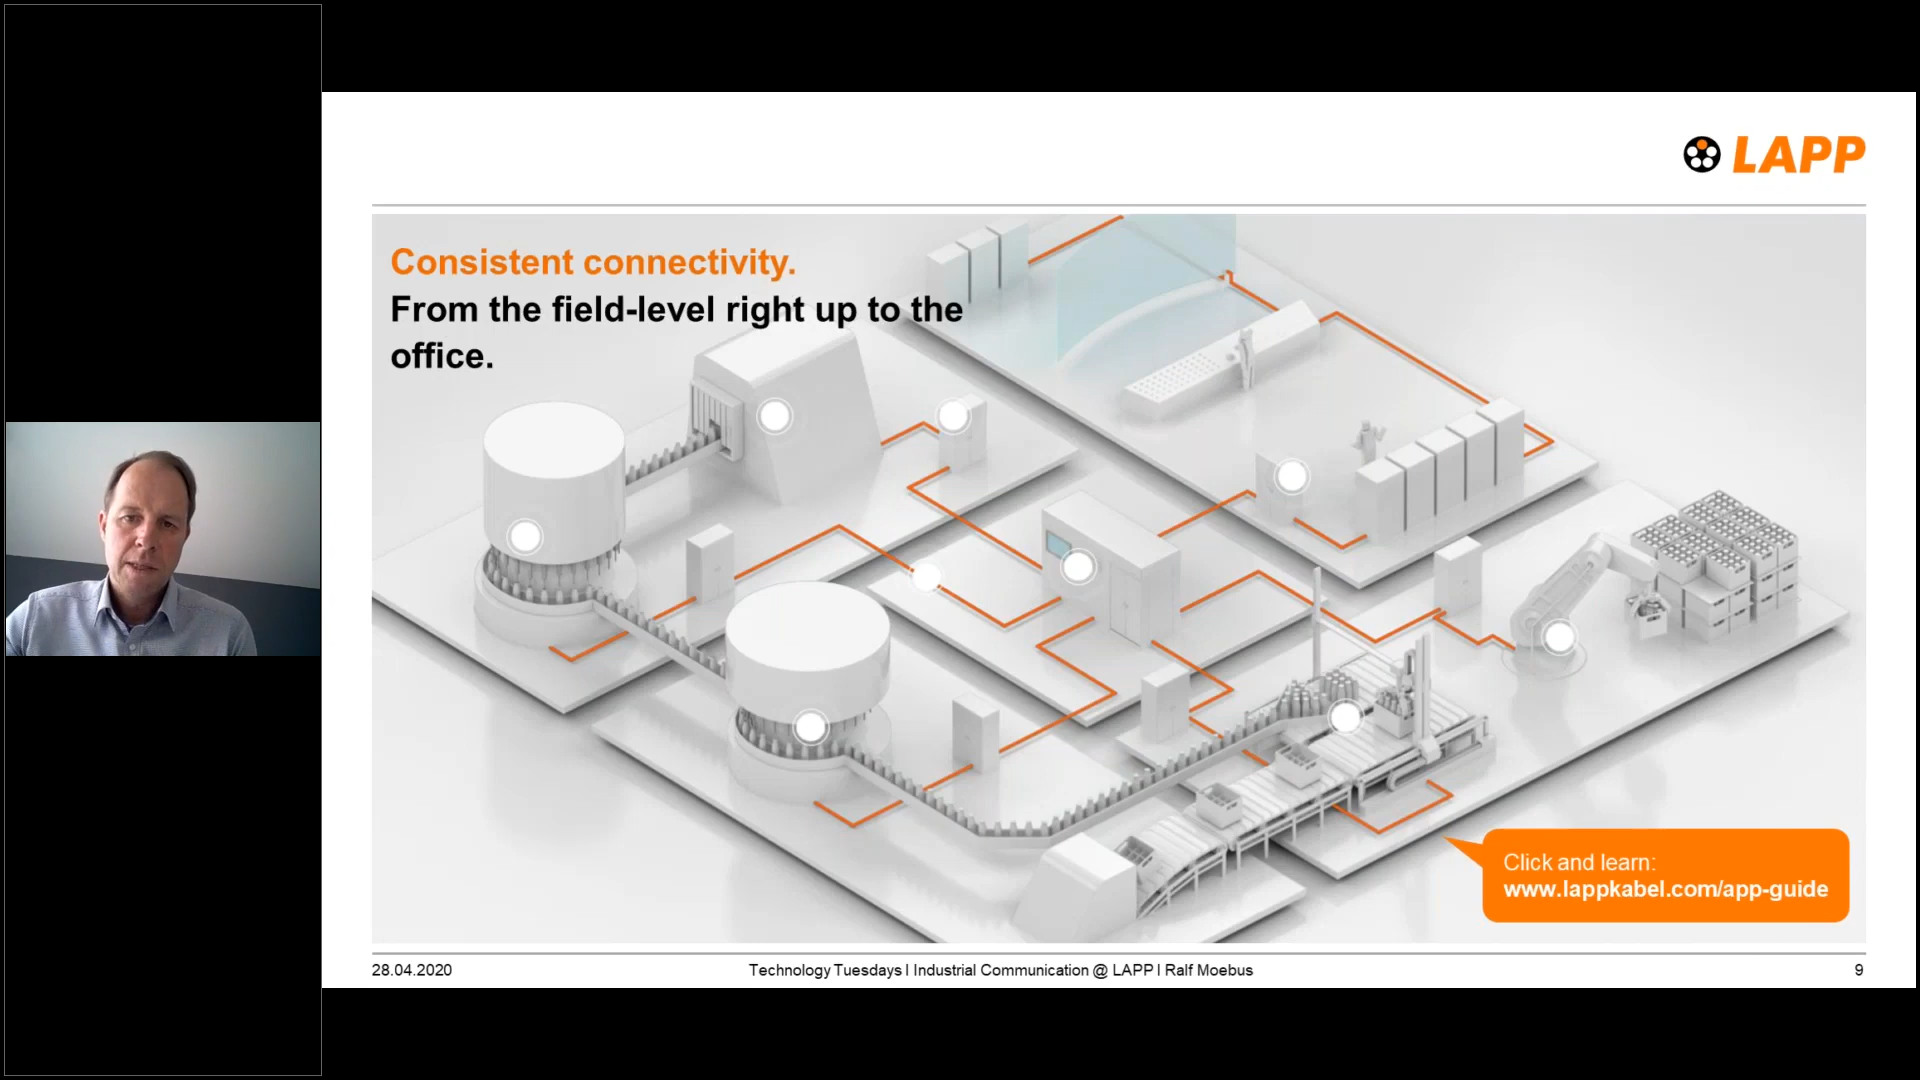 LAPP
Consistent connectivity.
From the field-level right up to the
office.
Click and learn:
www.lappkabel.com/app-guide
28.04.2020
Technology Tuesdays I Industrial Communication @ LAPP I Ralf Moebus
9